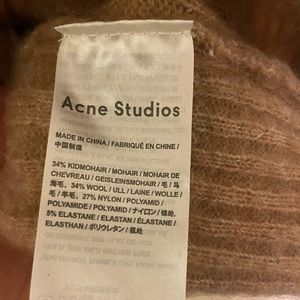 Acne Studios
MADE IN CHINA / FABRIQUÉ EN CHINE /
中国制造
34% KIDMOHAIR / MOHAIR / MOHAIR DE
CHEVREAU / GEISLEINSMOHAIR / 毛 / 马
海毛, 34% WOOL / ULL / LAINE / WOLLE /
毛 / 羊毛, 27% NYLON / POLYAMID /
POLYAMIDE / POLYAMID / ナイロン / 锦纶,
5% ELASTANE / ELASTAN / ÉLASTANE /
ELASTHAN / ポリウレタン / 氨纶